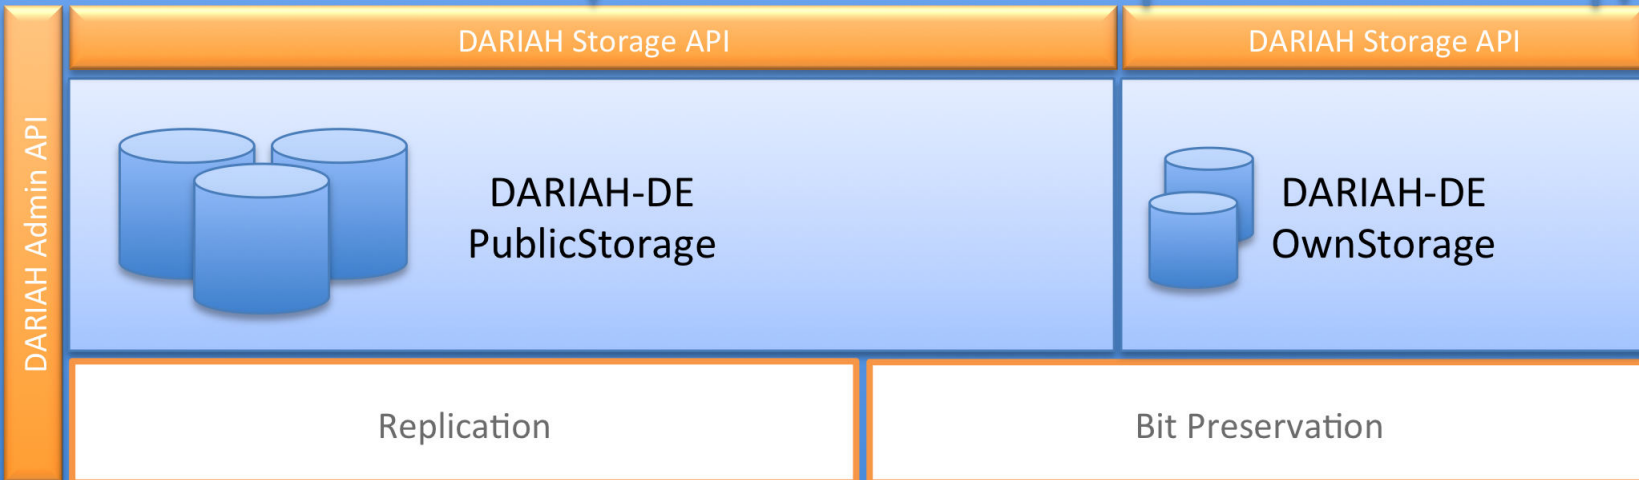 DARIAH Storage API
DARIAH Storage API
DARIAH Admin API
DARIAH-DE
PublicStorage
DARIAH-DE
OwnStorage
Replication
Bit Preservation